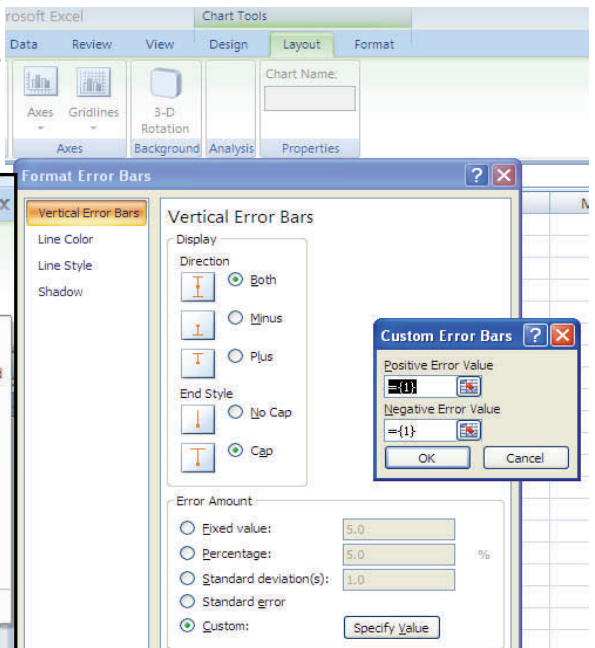 rosoft Excel
Chart Tools
Data Review View Design Layout Format
Chart Name:
Axes Gridlines 3-D Rotation
Axes Background Analysis Properties
Format Error Bars
Vertical Error Bars
Line Color
Line Style
Shadow
Vertical Error Bars
Display
Direction
Both
Minus
Plus
End Style
No Cap
Cap
Error Amount
Fixed value: 5.0
Percentage: 5.0 %
Standard deviation(s): 1.0
Standard error
Custom: Specify Value
Custom Error Bars
Positive Error Value
={1}
Negative Error Value
={1}
OK Cancel